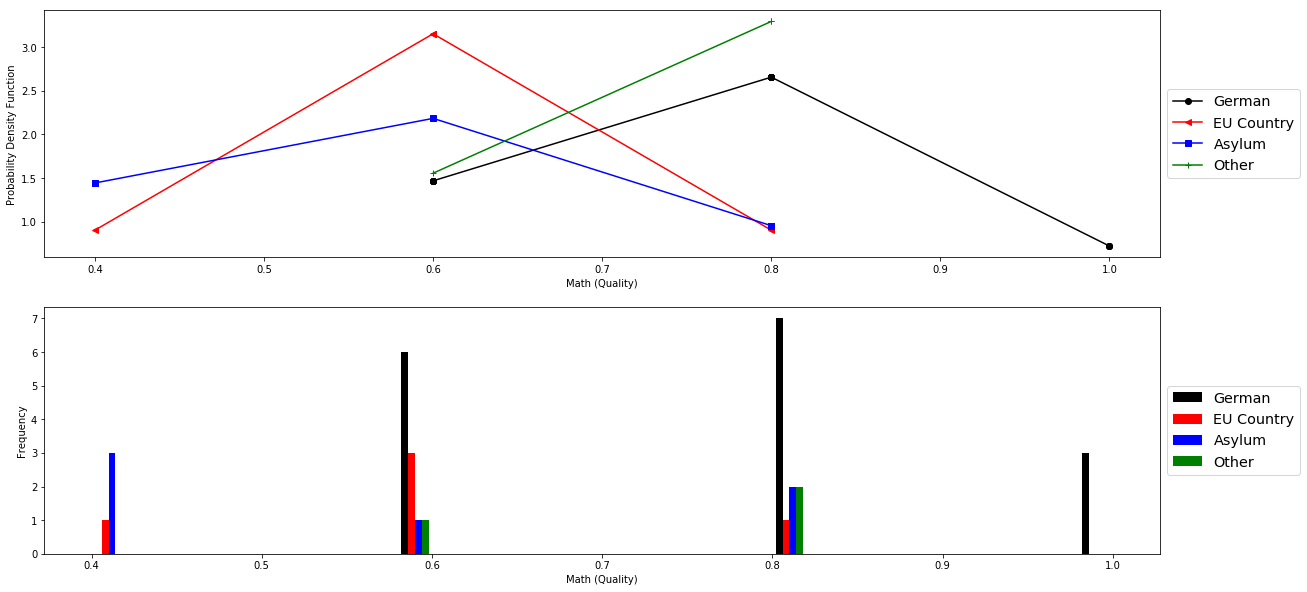 3.0
2.5
2.0
1.5
1.0
Probability Density Function
0.4 0.5 0.6 0.7 0.8 0.9 1.0
Math (Quality)
German
EU Country
Asylum
Other
7
6
5
4
3
2
1
0
Frequency
0.4 0.5 0.6 0.7 0.8 0.9 1.0
Math (Quality)
German
EU Country
Asylum
Other